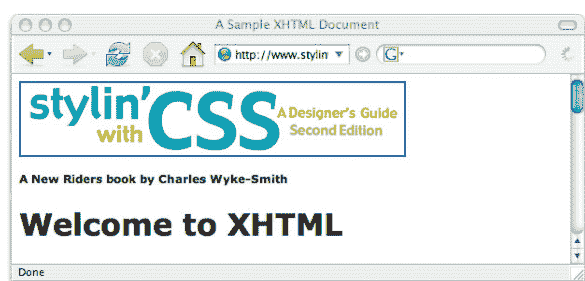 A Sample XHTML Document
http://www.stylin
G
stylin'
with CSS
A Designer's Guide
Second Edition
A New Riders book by Charles Wyke-Smith
Welcome to XHTML
Done